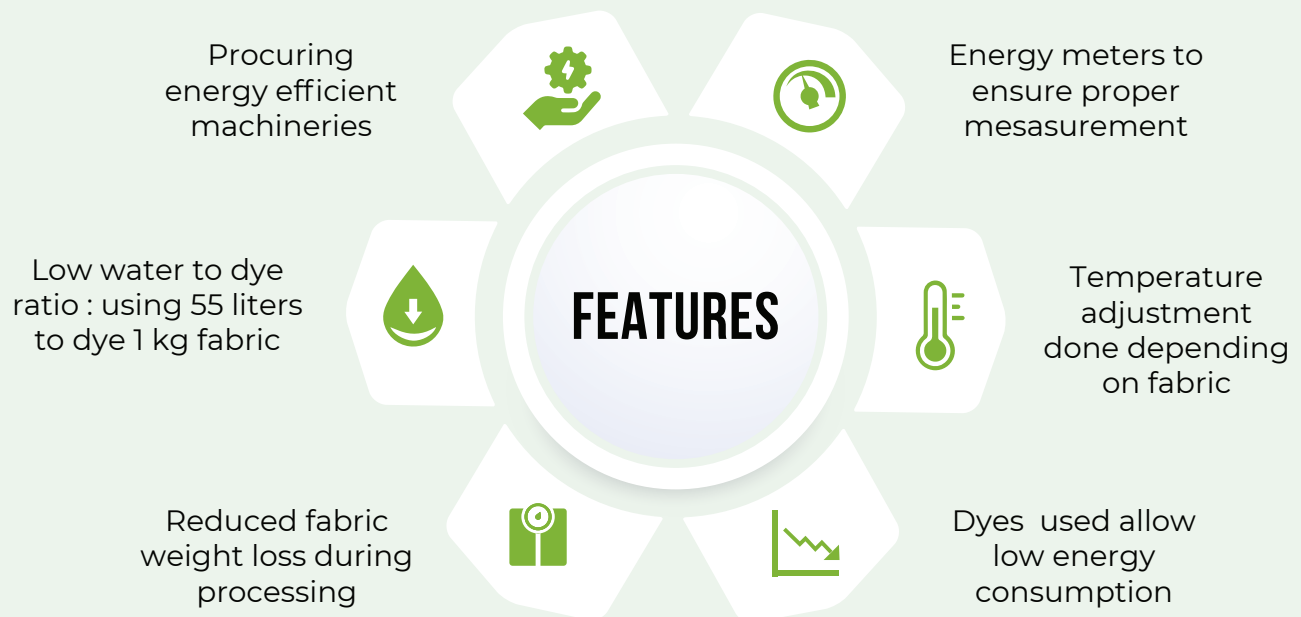 Procuring
energy efficient
machineries
Energy meters to
ensure proper
mesasurement
Low water to dye
ratio : using 55 liters
to dye 1 kg fabric
FEATURES
Temperature
adjustment
done depending
on fabric
Reduced fabric
weight loss during
processing
Dyes used allow
low energy
consumption